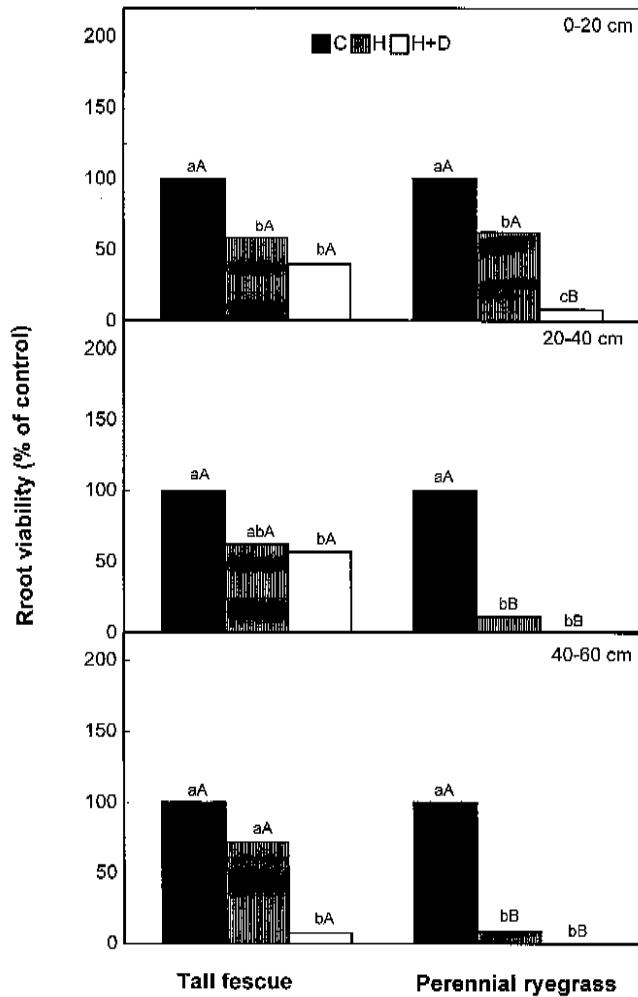 200
0-20 cm
C H H+D
150
aA
aA
100
bA
bA
50
bA
cB
0
200
20-40 cm
150
aA
aA
100
abA
bA
50
bB
bB
0
200
40-60 cm
150
aA
aA
100
aA
50
bA
bB
bB
0
Rroot viability (% of control)
Tall fescue
Perennial ryegrass